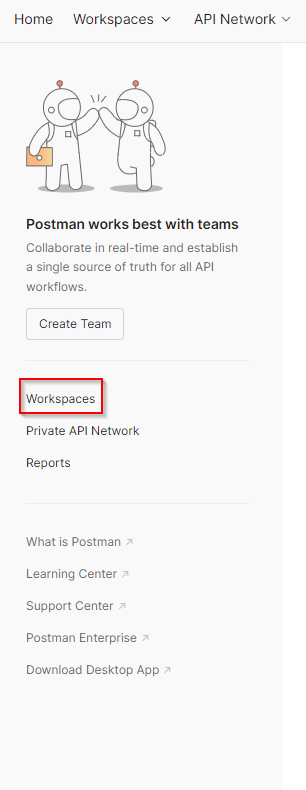 Home Workspaces API Network
Postman works best with teams
Collaborate in real-time and establish
a single source of truth for all API
workflows.
Create Team
Workspaces
Private API Network
Reports
What is Postman
Learning Center
Support Center
Postman Enterprise
Download Desktop App